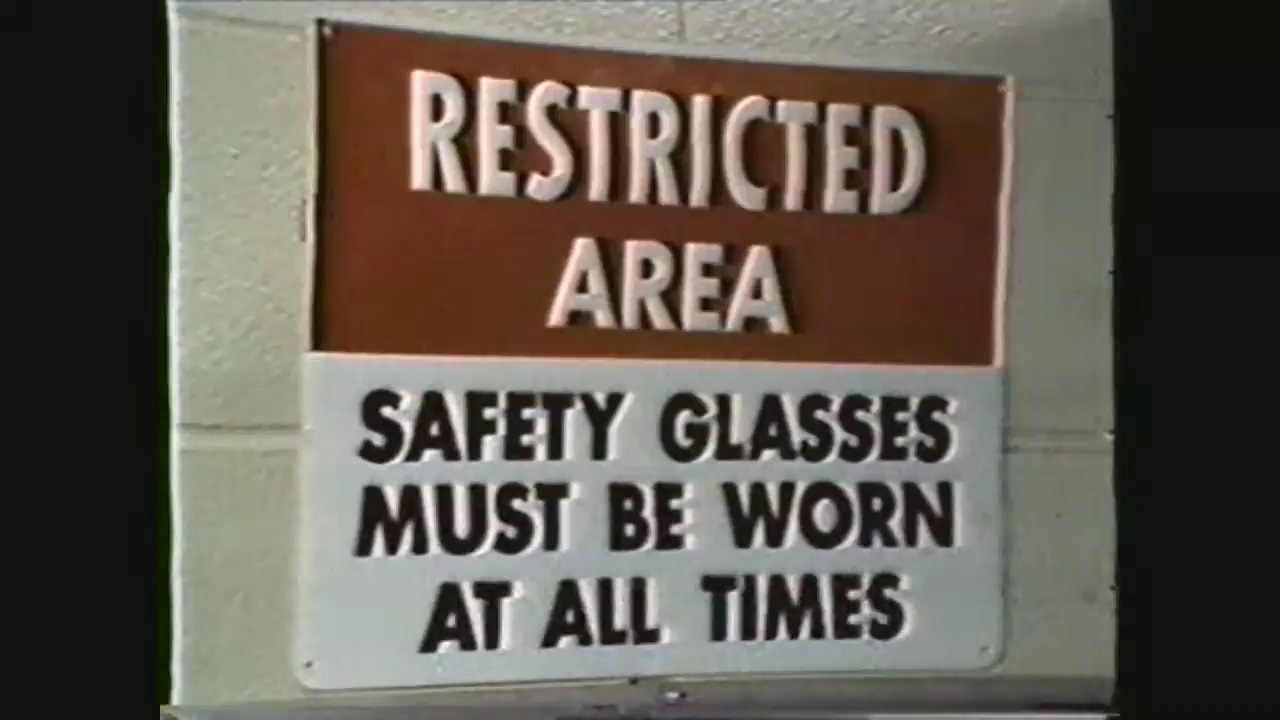 RESTRICTED
AREA
SAFETY GLASSES
MUST BE WORN
AT ALL TIMES